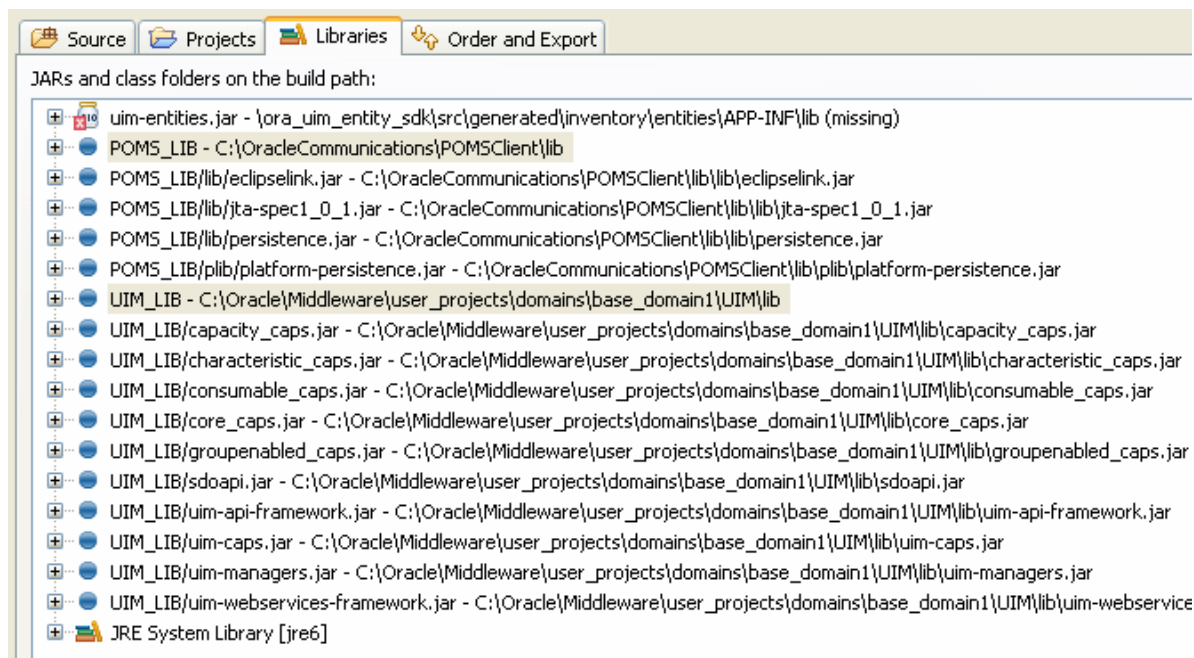 Source Projects Libraries Order and Export
JARs and class folders on the build path:
uim-entities.jar - \ora_uim_entity_sdk\src\generated\inventory\entities\APP-INF\lib (missing)
POMS_LIB - C:\OracleCommunications\POMSClient\lib
POMS_LIB/lib/eclipselink.jar - C:\OracleCommunications\POMSClient\lib\lib\eclipselink.jar
POMS_LIB/lib/jta-spec1_0_1.jar - C:\OracleCommunications\POMSClient\lib\lib\jta-spec1_0_1.jar
POMS_LIB/lib/persistence.jar - C:\OracleCommunications\POMSClient\lib\lib\persistence.jar
POMS_LIB/plib/platform-persistence.jar - C:\OracleCommunications\POMSClient\lib\plib\platform-persistence.jar
UIM_LIB - C:\Oracle\Middleware\user_projects\domains\base_domain1\UIM\lib
UIM_LIB/capacity_caps.jar - C:\Oracle\Middleware\user_projects\domains\base_domain1\UIM\lib\capacity_caps.jar
UIM_LIB/characteristic_caps.jar - C:\Oracle\Middleware\user_projects\domains\base_domain1\UIM\lib\characteristic_caps.jar
UIM_LIB/consumable_caps.jar - C:\Oracle\Middleware\user_projects\domains\base_domain1\UIM\lib\consumable_caps.jar
UIM_LIB/core_caps.jar - C:\Oracle\Middleware\user_projects\domains\base_domain1\UIM\lib\core_caps.jar
UIM_LIB/groupenabled_caps.jar - C:\Oracle\Middleware\user_projects\domains\base_domain1\UIM\lib\groupenabled_caps.jar
UIM_LIB/sdoapi.jar - C:\Oracle\Middleware\user_projects\domains\base_domain1\UIM\lib\sdoapi.jar
UIM_LIB/uim-api-framework.jar - C:\Oracle\Middleware\user_projects\domains\base_domain1\UIM\lib\uim-api-framework.jar
UIM_LIB/uim-caps.jar - C:\Oracle\Middleware\user_projects\domains\base_domain1\UIM\lib\uim-caps.jar
UIM_LIB/uim-managers.jar - C:\Oracle\Middleware\user_projects\domains\base_domain1\UIM\lib\uim-managers.jar
UIM_LIB/uim-webservices-framework.jar - C:\Oracle\Middleware\user_projects\domains\base_domain1\UIM\lib\uim-webservice
JRE System Library [jre6]